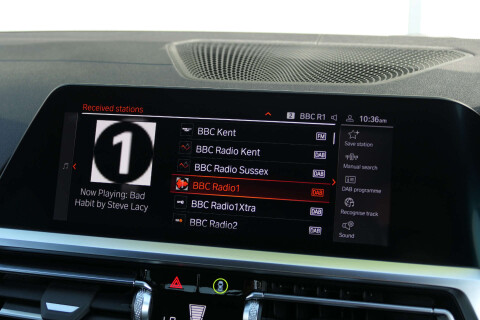 Received stations
2 BBC R1
10:36am
1
Now Playing: Bad
Habit by Steve Lacy
BBC Kent FM
BBC Radio Kent DAB
BBC Radio Sussex DAB
BBC Radio1 DAB
BBC Radio1Xtra DAB
BBC Radio2 DAB
Save station
Manual search
DAB programme
Recognise track
Sound